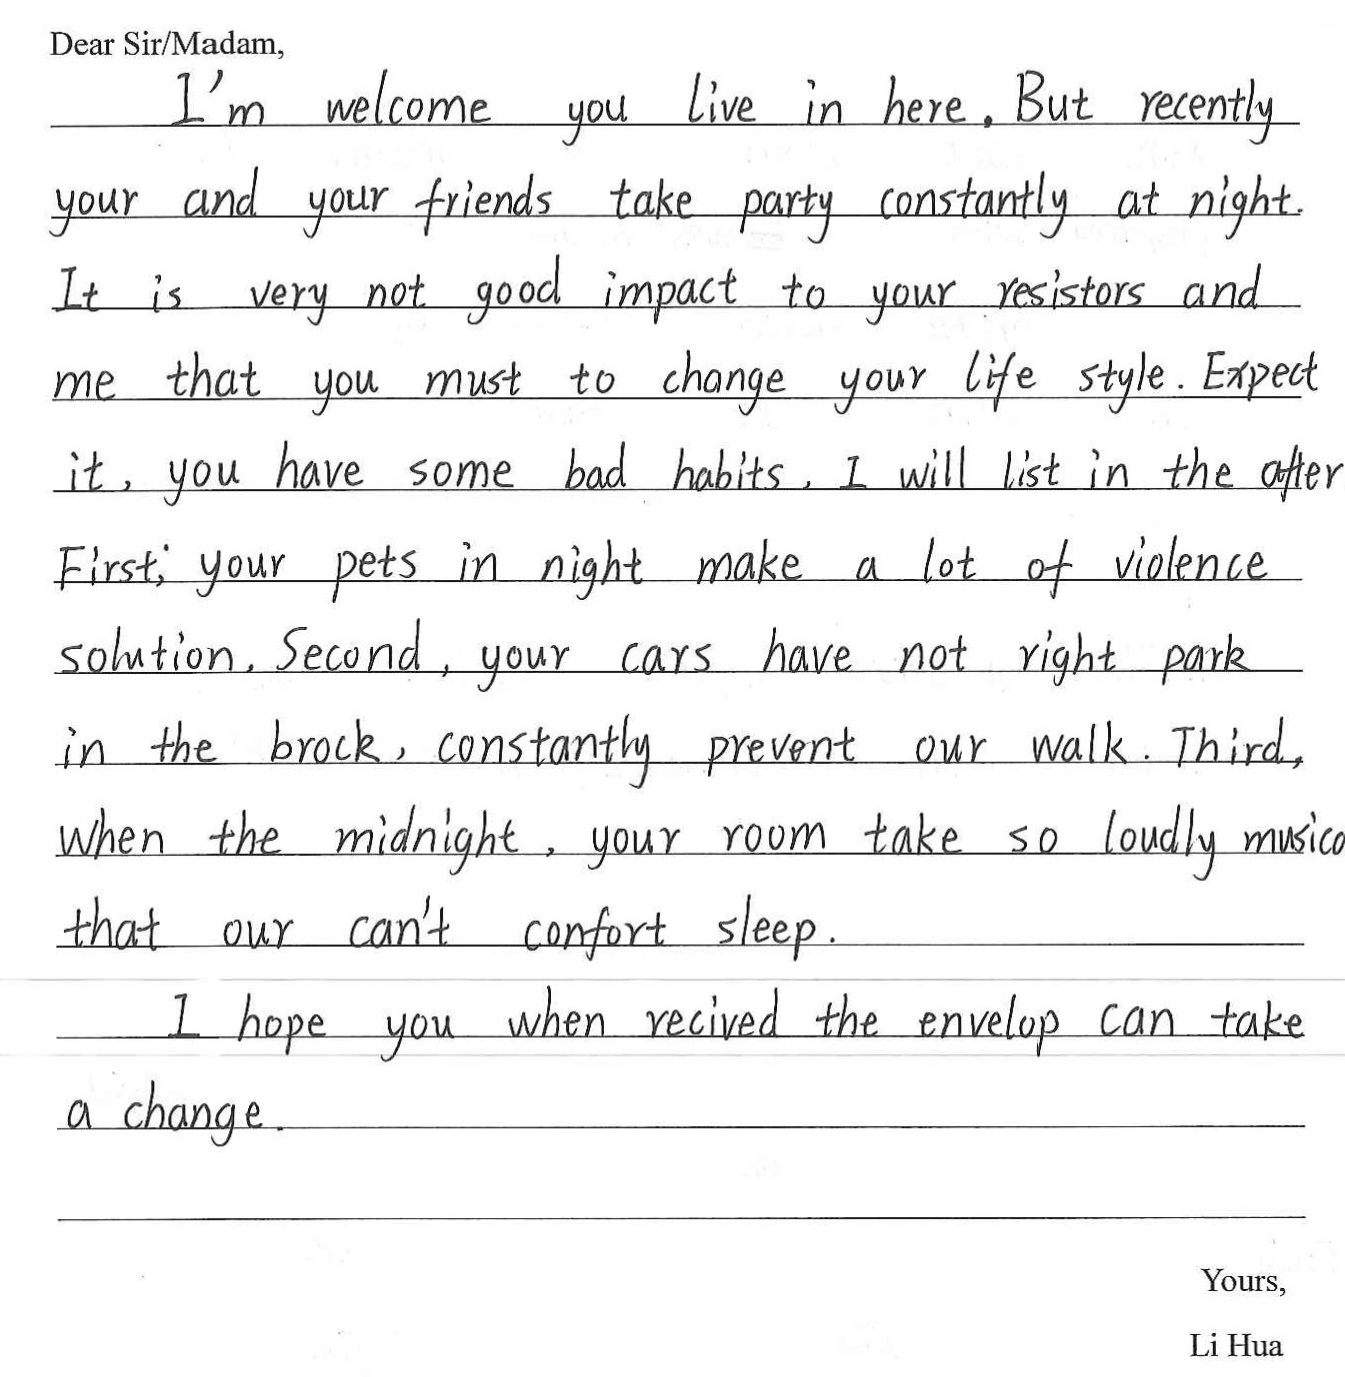 Dear Sir/Madam,
I'm welcome you live in here. But recently
your and your friends take party constantly at night.
It is very not good impact to your resistors and
me that you must to change your life style. Expect
it, you have some bad habits, I will list in the after
First, your pets in night make a lot of violence
solution. Second, your cars have not right park
in the brock, constantly prevent our walk. Third,
when the midnight, your room take so loudly musico
that our can't confort sleep.
I hope you when recived the envelop can take
a change.
Yours,
Li Hua